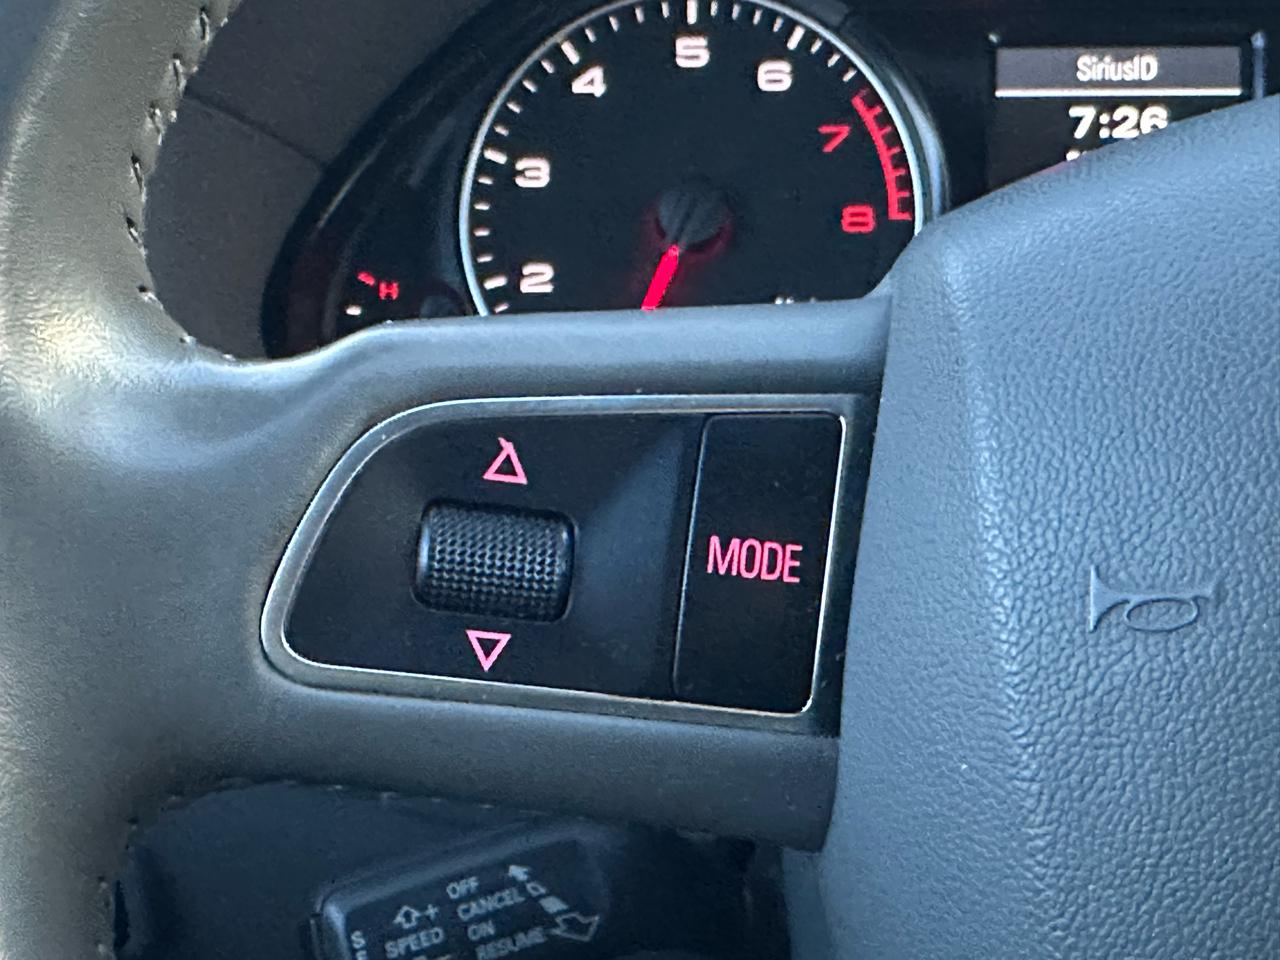 5
4
6
3
7
2
8
H
SiriusID
7:26
MODE
OFF
CANCEL
+
SPEED
ON
RESUME
S